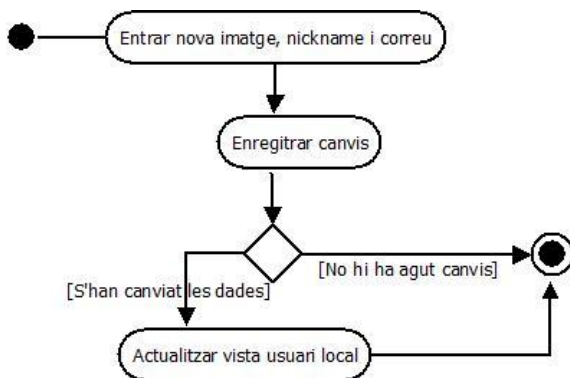 Entrar nova imatge, nickname i correu
Enregitrar canvis
[No hi ha agut canvis]
[S'han canviat les dades]
Actualitzar vista usuari local